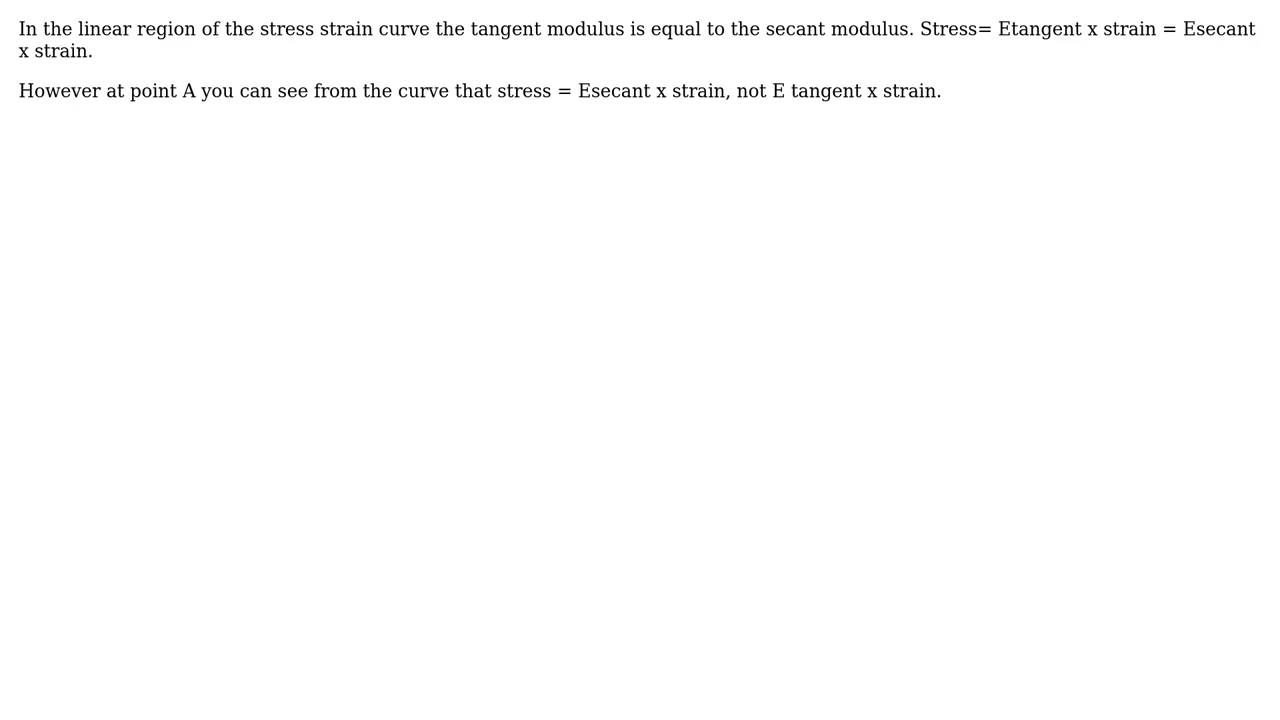 In the linear region of the stress strain curve the tangent modulus is equal to the secant modulus. Stress= Etangent x strain = Esecant
x strain.
However at point A you can see from the curve that stress = Esecant x strain, not E tangent x strain.